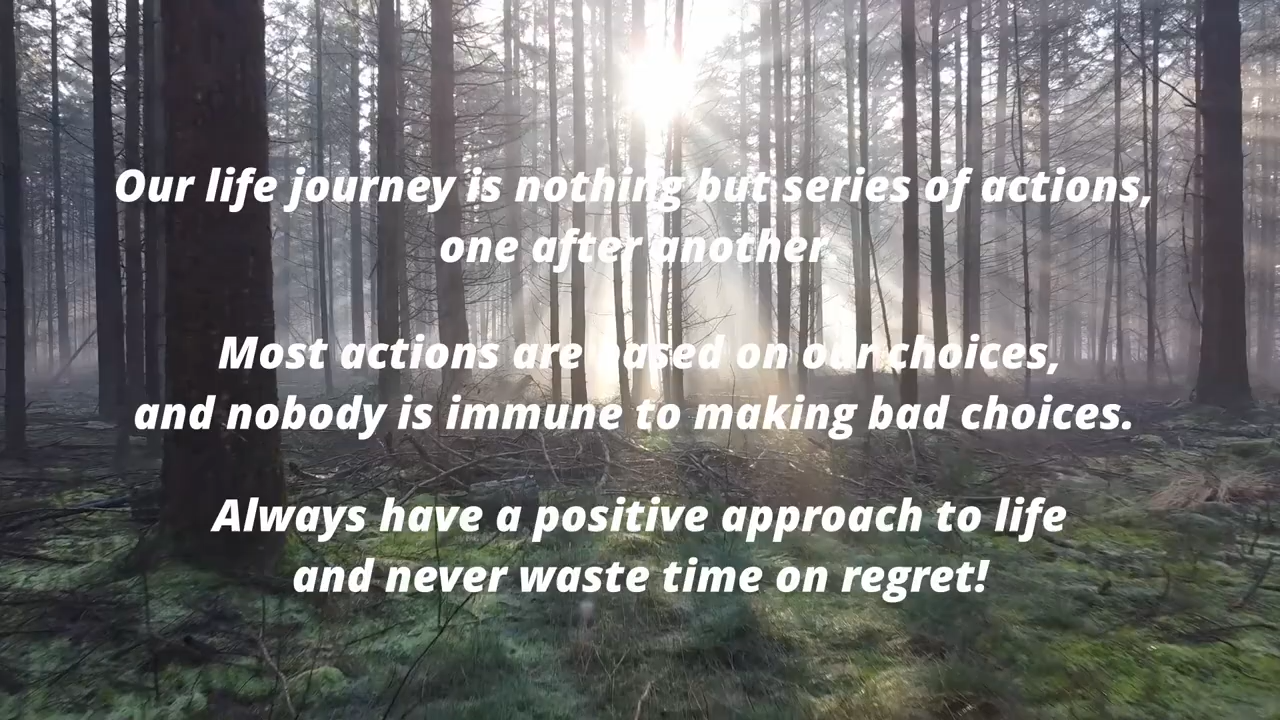 Our life journey is nothing but series of actions,
one after another.
Most actions are based on our choices,
and nobody is immune to making bad choices.
Always have a positive approach to life
and never waste time on regret!